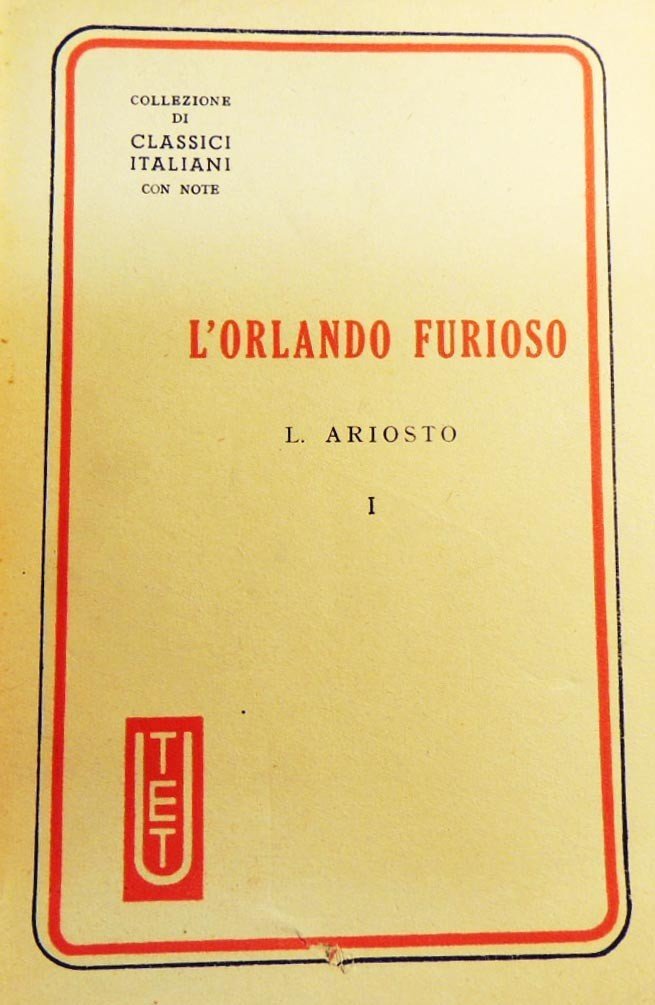 COLLEZIONE
DI
CLASSICI
ITALIANI
CON NOTE
L'ORLANDO FURIOSO
L. ARIOSTO
I
UTET